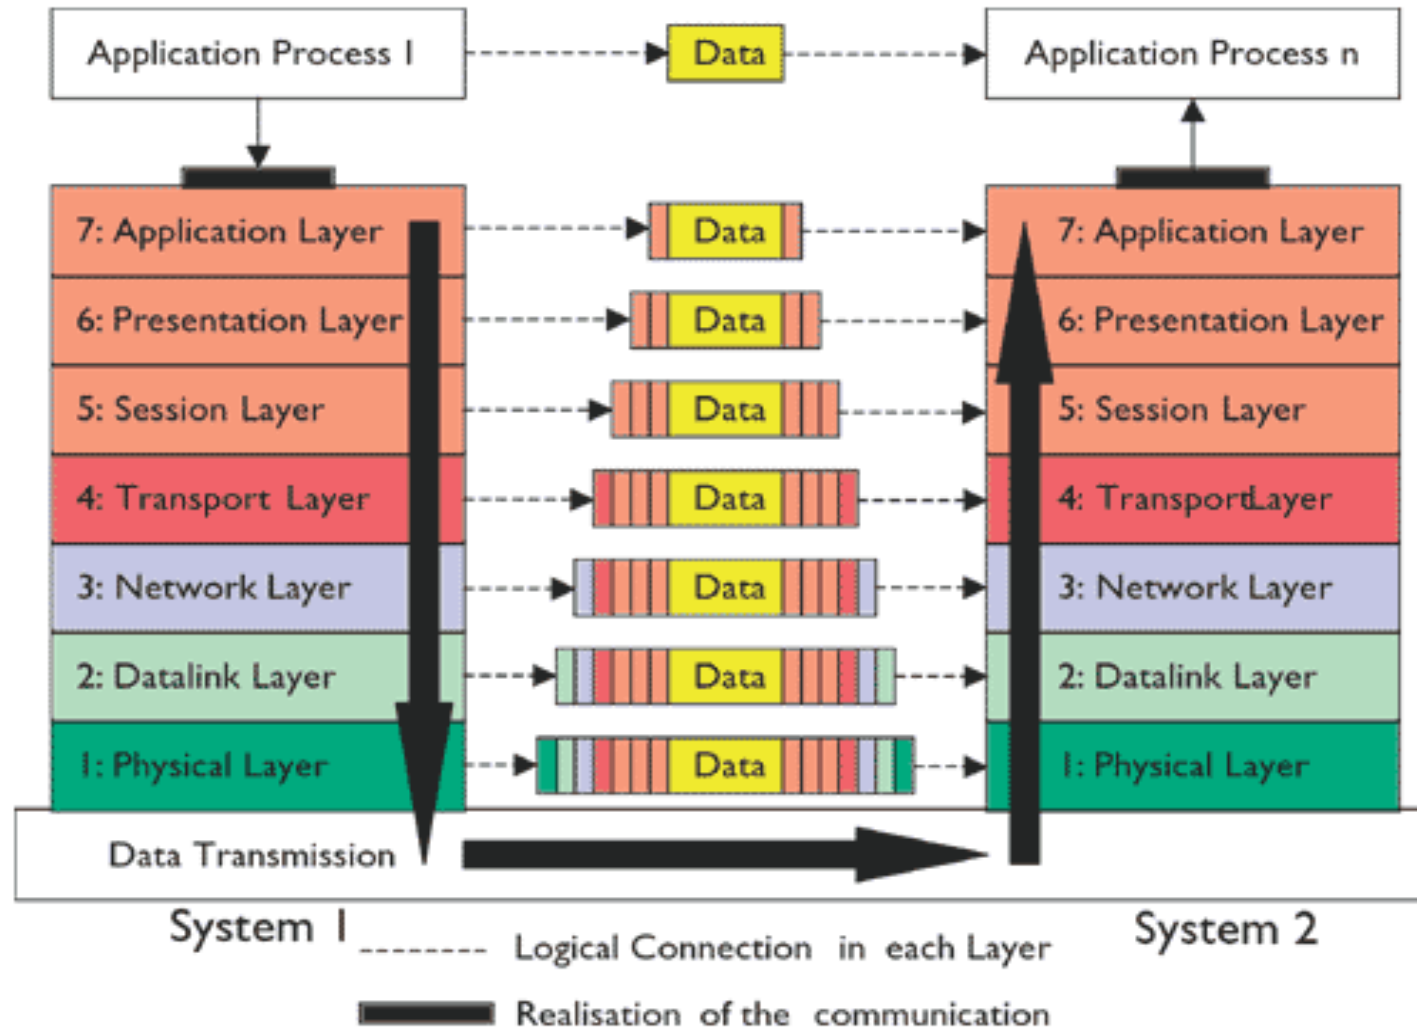 Application Process 1
Data
Application Process n
7: Application Layer
Data
7: Application Layer
6: Presentation Layer
Data
6: Presentation Layer
5: Session Layer
Data
5: Session Layer
4: Transport Layer
Data
4: Transport Layer
3: Network Layer
Data
3: Network Layer
2: Datalink Layer
Data
2: Datalink Layer
1: Physical Layer
Data
1: Physical Layer
Data Transmission
System 1
System 2
Logical Connection in each Layer
Realisation of the communication